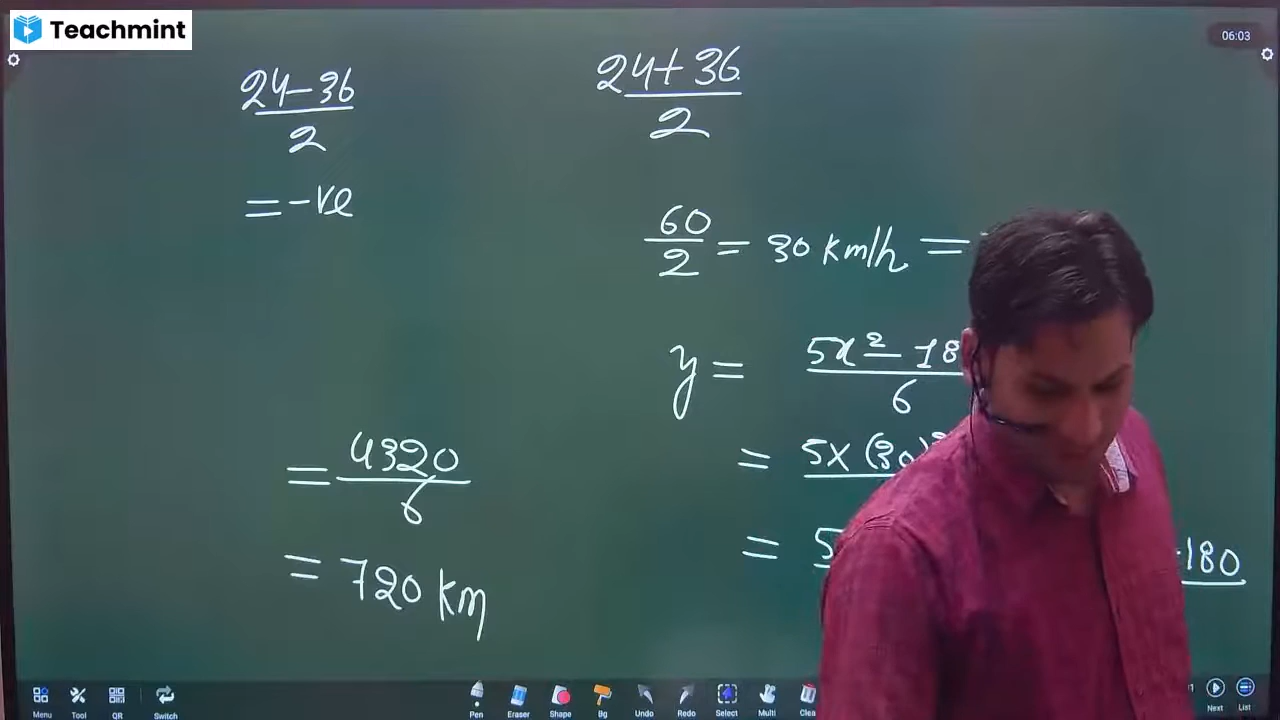 Teachmint
06:03
24-36
2
= -ve
24+36
2
60
2
= 30 km/h =
y = 5x² - 18
6
= 5x(30)
= 5
-180
= 4320
6
= 720 km
Menu
Tool
QR
Switch
Pen
Eraser
Shape
Bg
Undo
Redo
Select
Multi
Clea
Next
List